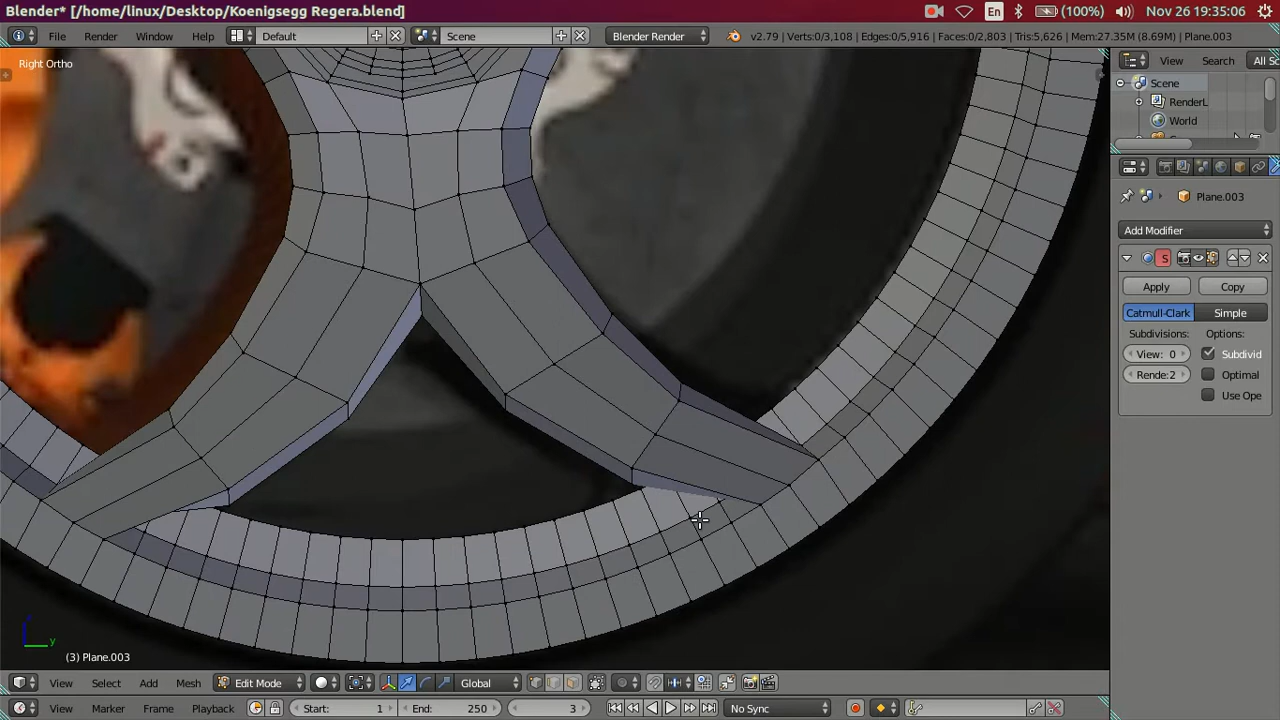 Blender* [/home/linux/Desktop/Koenigsegg Regera.blend]
En
(100%)
Nov 26 19:35:06
File
Render
Window
Help
Default
Scene
Blender Render
v2.79 | Verts:0/3,108 | Edges:0/5,916 | Faces:0/2,803 | Tris:5,626 | Mem:27.35M (8.69M) | Plane.003
Right Ortho
View
Search
All Sc
Scene
RenderL
World
Plane.003
Add Modifier
S
Apply
Copy
Catmull-Clark
Simple
Subdivisions:
Options:
View: 0
Subdivid
Rende:2
Optimal
Use Ope
z
y
(3) Plane.003
View
Select
Add
Mesh
Edit Mode
Global
View
Marker
Frame
Playback
Start: 1
End: 250
3
No Sync